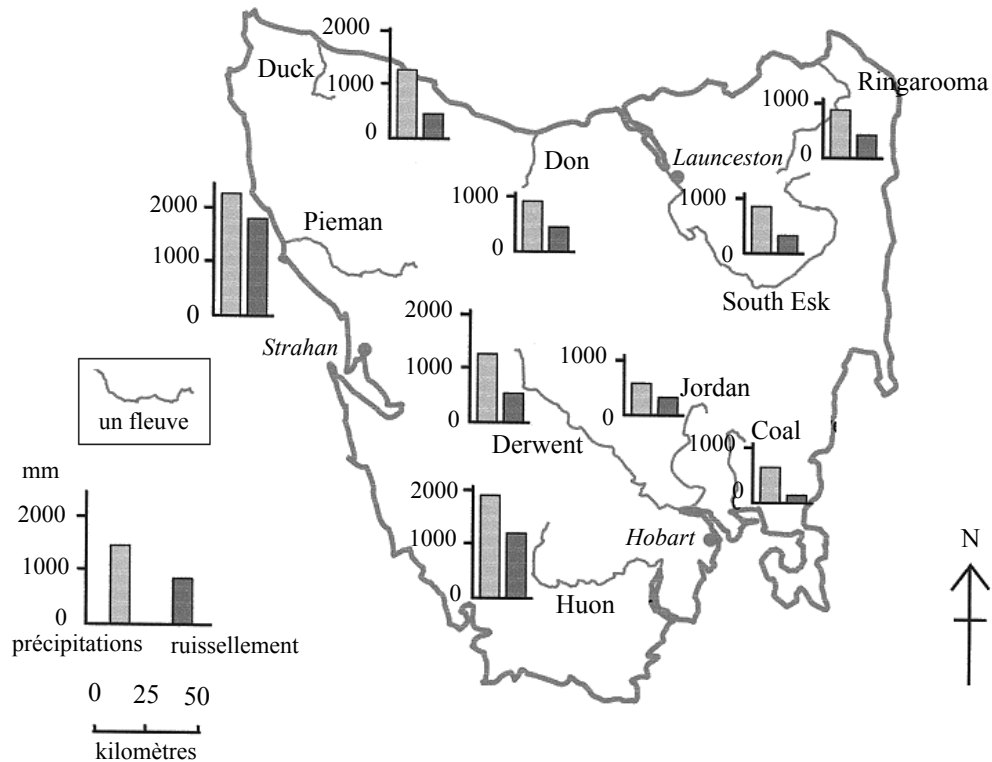 2000
1000
0
Duck
Ringarooma
1000
0
Don
1000
0
Launceston
1000
0
South Esk
Pieman
2000
1000
0
Strahan
2000
1000
0
Derwent
1000
0
Jordan
Coal
1000
0
un fleuve
mm
2000
1000
0
précipitations ruissellement
0 25 50
kilomètres
2000
1000
0
Huon
Hobart
N